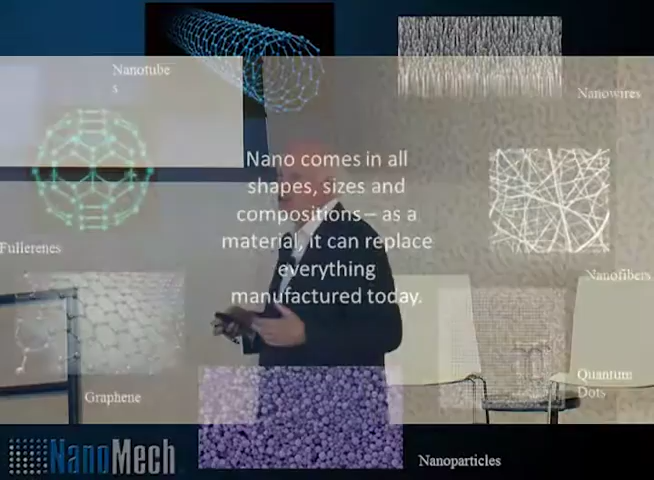 Nanotube
s
Nanowires
Nano comes in all
shapes, sizes and
compositions – as a
material, it can replace
everything
manufactured today.
Fullerenes
Nanofibers
Graphene
Quantum
Dots
NanoMech
Nanoparticles